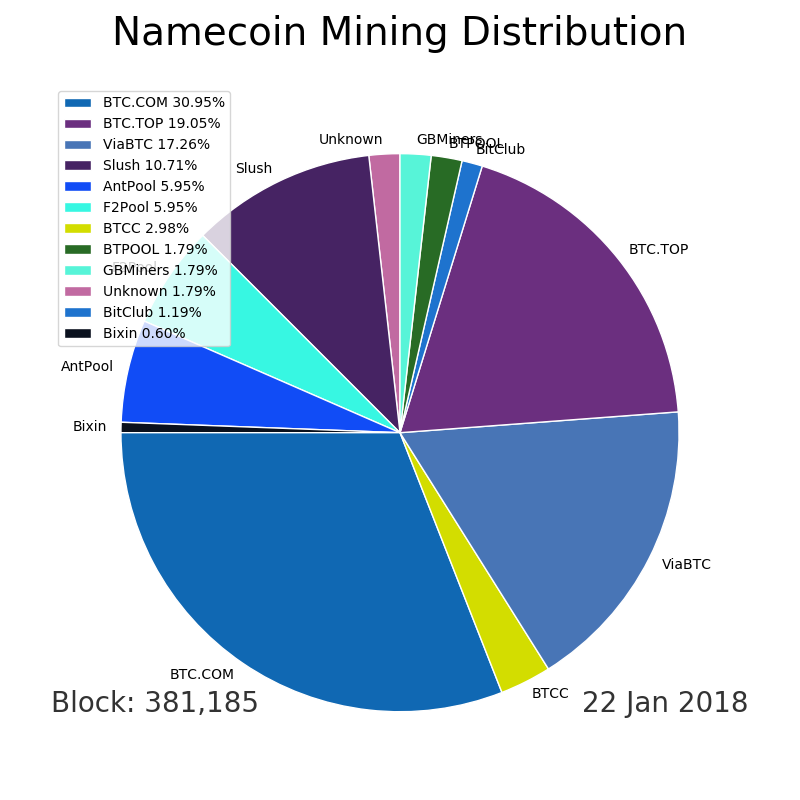 Namecoin Mining Distribution
BTC.COM 30.95%
BTC.TOP 19.05%
ViaBTC 17.26%
Slush 10.71%
AntPool 5.95%
F2Pool 5.95%
BTCC 2.98%
BTPOOL 1.79%
GBMiners 1.79%
Unknown 1.79%
BitClub 1.19%
Bixin 0.60%
Unknown
GBMiners
BTPOOL
BitClub
Slush
BTC.TOP
F2Pool
AntPool
Bixin
ViaBTC
BTC.COM
BTCC
Block: 381,185
22 Jan 2018